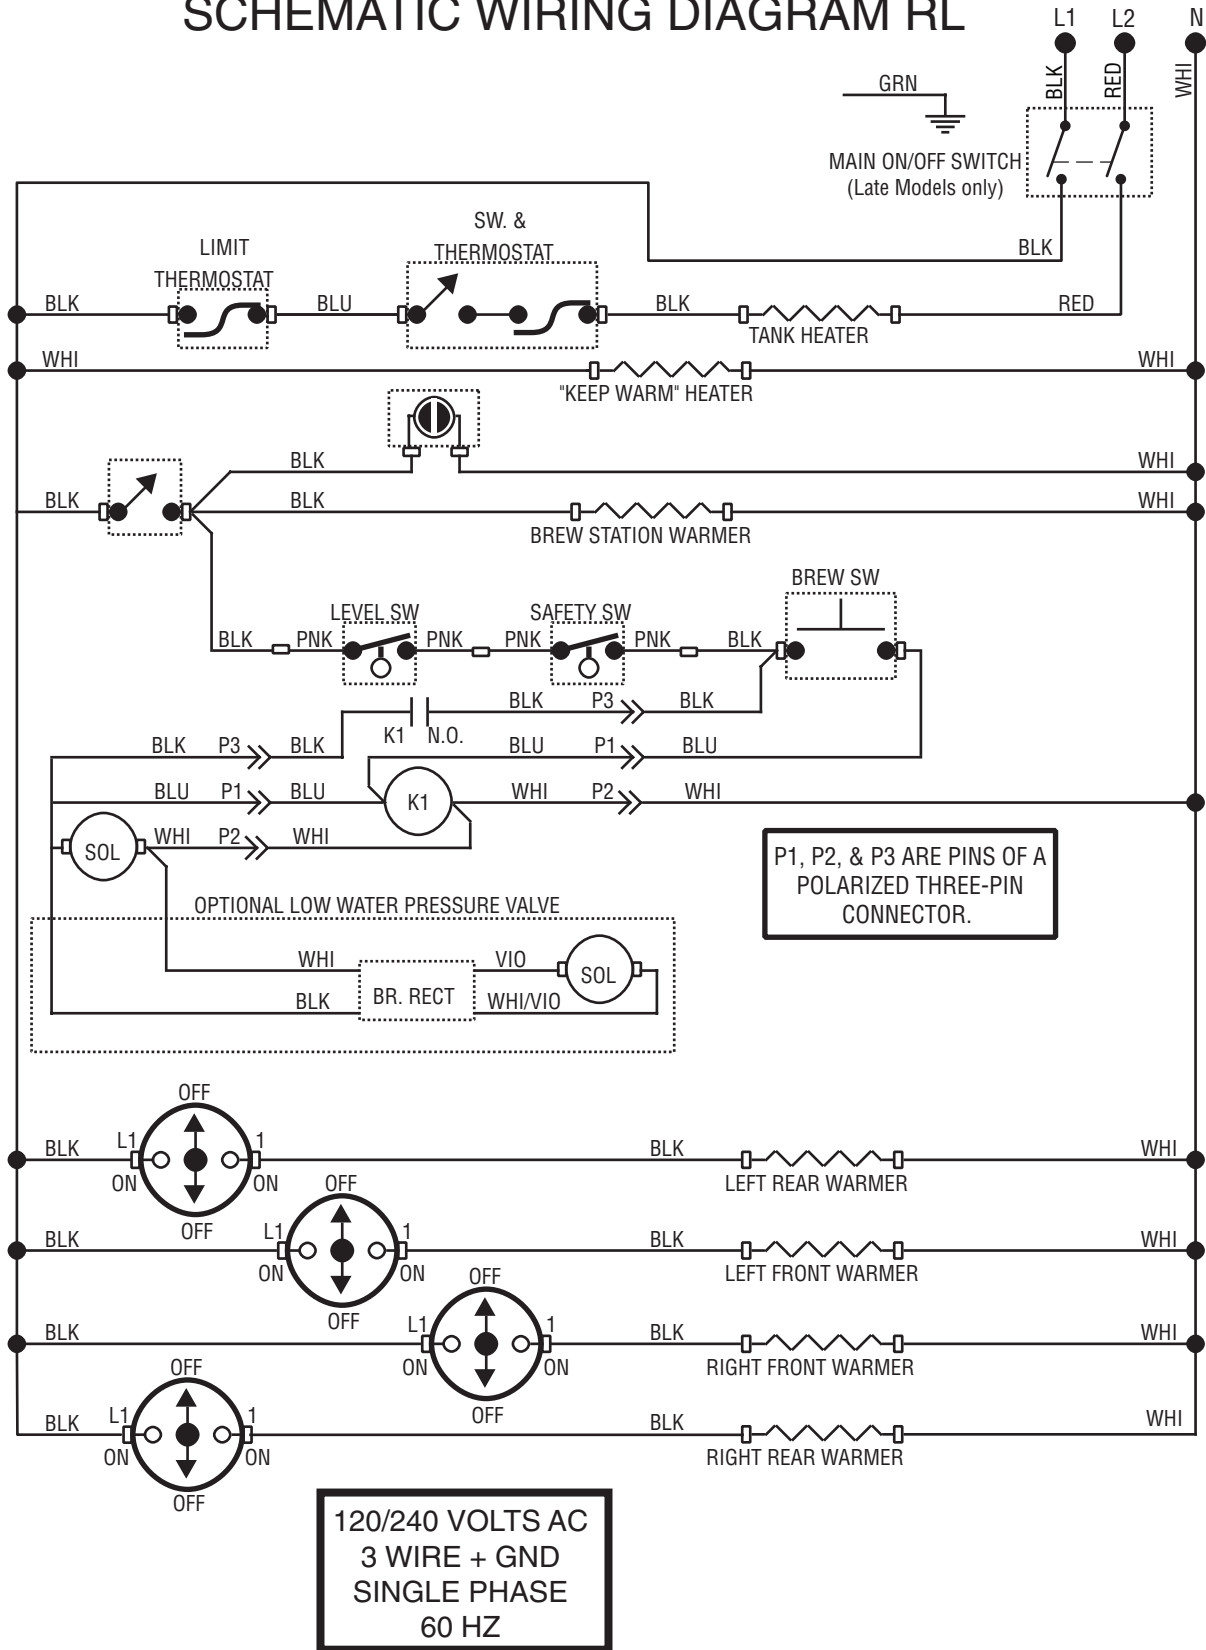 SCHEMATIC WIRING DIAGRAM RL
L1 L2 N
BLK RED WHI
GRN
MAIN ON/OFF SWITCH
(Late Models only)
BLK
SW. &
THERMOSTAT
LIMIT
THERMOSTAT
BLK BLU BLK RED
TANK HEATER
WHI WHI
"KEEP WARM" HEATER
BLK WHI
BLK BLK WHI
BREW STATION WARMER
BREW SW
LEVEL SW SAFETY SW
BLK PNK PNK PNK PNK BLK
BLK P3 BLK
K1 N.O.
BLK P3 BLK BLU P1 BLU
BLU P1 BLU K1 WHI P2 WHI
SOL WHI P2 WHI
P1, P2, & P3 ARE PINS OF A
POLARIZED THREE-PIN
CONNECTOR.
OPTIONAL LOW WATER PRESSURE VALVE
WHI VIO
BR. RECT SOL
BLK WHI/VIO
OFF
BLK L1 1 BLK WHI
ON ON LEFT REAR WARMER
OFF
OFF
BLK L1 1 BLK WHI
ON ON LEFT FRONT WARMER
OFF
OFF
BLK L1 1 BLK WHI
ON ON RIGHT FRONT WARMER
OFF
OFF
BLK L1 1 BLK WHI
ON ON RIGHT REAR WARMER
OFF
120/240 VOLTS AC
3 WIRE + GND
SINGLE PHASE
60 HZ